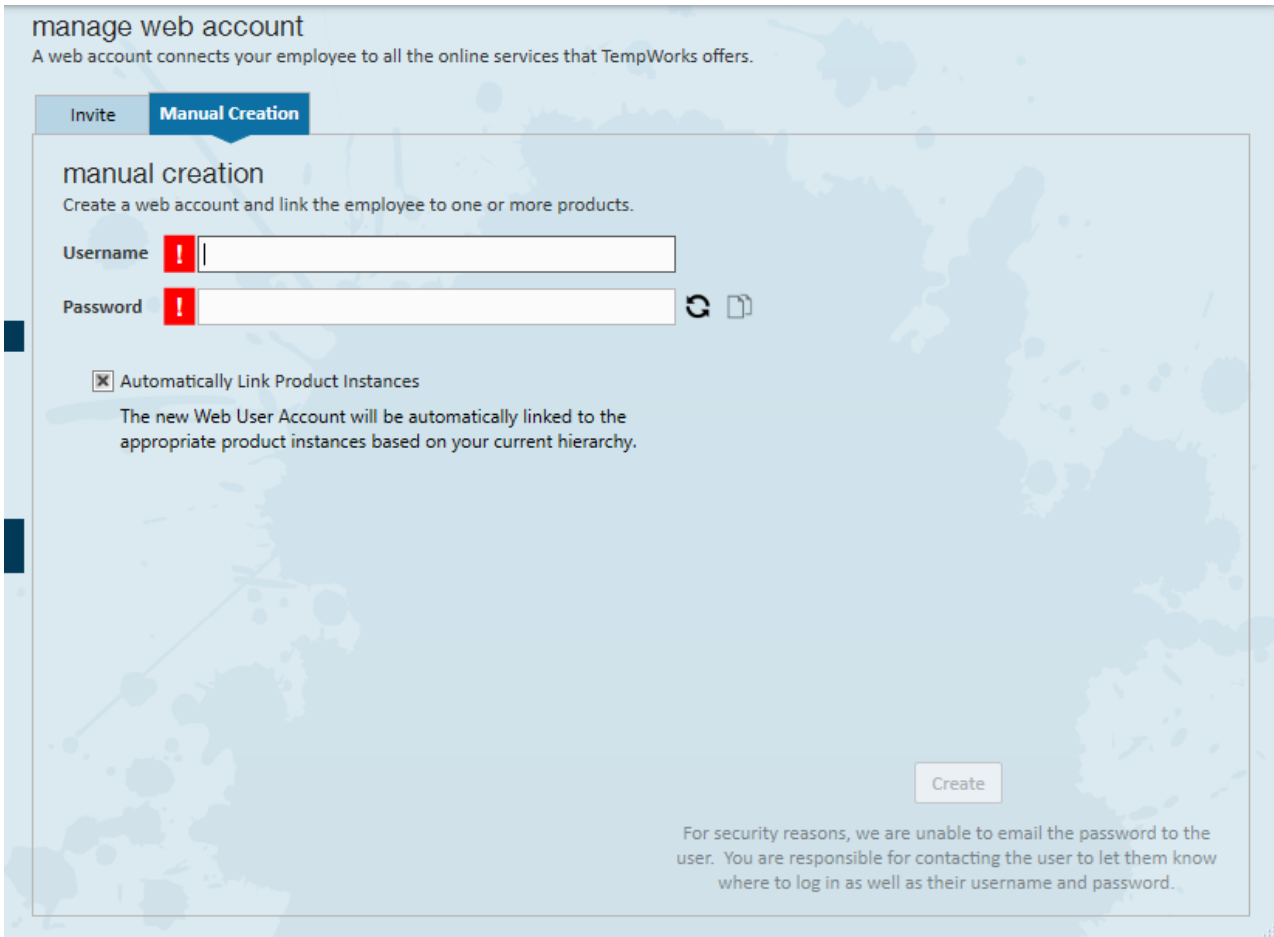 manage web account
A web account connects your employee to all the online services that TempWorks offers.
Invite
Manual Creation
manual creation
Create a web account and link the employee to one or more products.
Username
!
Password
!
Automatically Link Product Instances
The new Web User Account will be automatically linked to the
appropriate product instances based on your current hierarchy.
Create
For security reasons, we are unable to email the password to the
user. You are responsible for contacting the user to let them know
where to log in as well as their username and password.